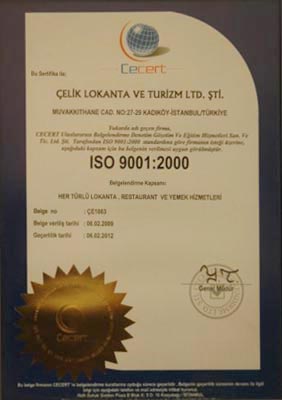 Cecert
Bu Sertifika ile;
ÇELİK LOKANTA VE TURİZM LTD. ŞTİ.
MUVAKKITHANE CAD. NO:27-29 KADIKÖY-İSTANBUL/TÜRKİYE
Yukarıda adı geçen firma,
CECERT Uluslararası Belgelendirme Denetim Gözetim Ve Eğitim Hizmetleri San. Ve
Tic. Ltd. Şti. Tarafından ISO 9001:2000 standardına göre firmanın isteği üzerine,
aşağıdaki kapsam için bu belgenin verilmesi uygun görülmüştür.
ISO 9001:2000
Belgelendirme Kapsamı
HER TÜRLÜ LOKANTA , RESTAURANT VE YEMEK HİZMETLERİ
Belge no : ÇE1063
Belge veriliş tarihi : 06.02.2009
Geçerlilik tarihi : 06.02.2012
Genel Müdür
Cecert